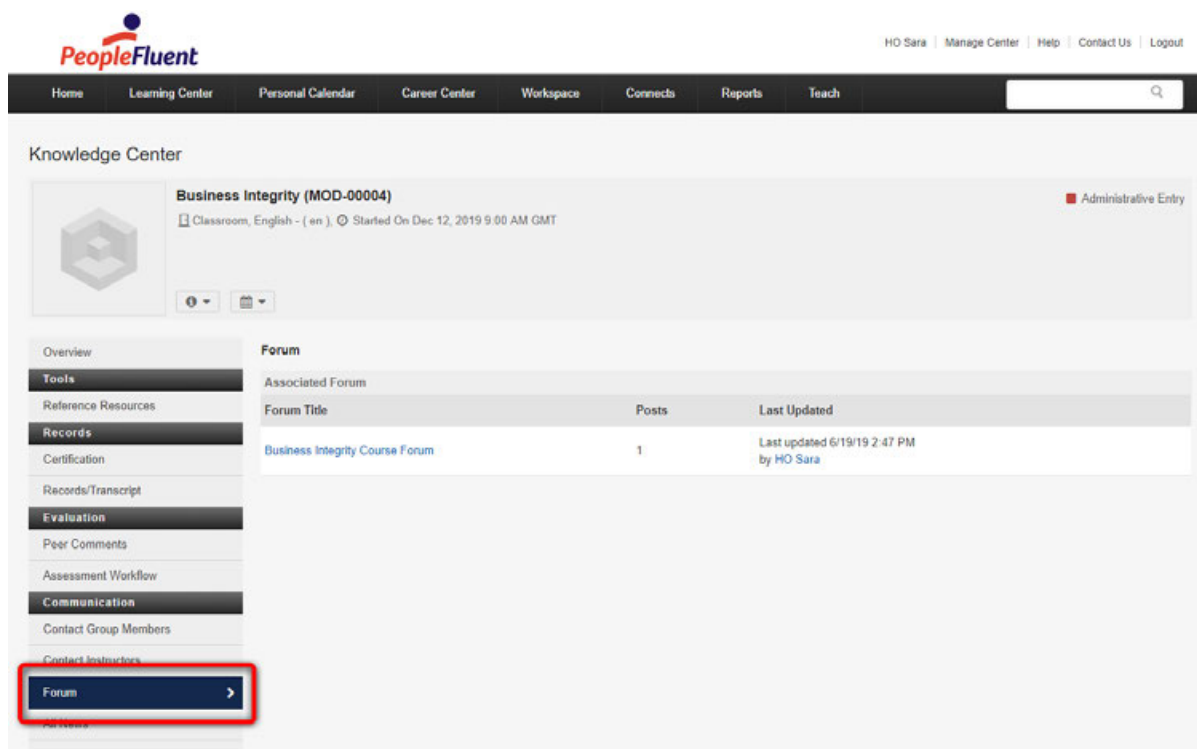 PeopleFluent
HO Sara Manage Center Help Contact Us Logout
Home Learning Center Personal Calendar Career Center Workspace Connects Reports Teach
Knowledge Center
Business Integrity (MOD-00004)
Classroom, English - ( en ), Started On Dec 12, 2019 9:00 AM GMT
Administrative Entry
Overview
Tools
Reference Resources
Records
Certification
Records/Transcript
Evaluation
Peer Comments
Assessment Workflow
Communication
Contact Group Members
Contact Instructors
Forum
All News
Forum
Associated Forum
Forum Title Posts Last Updated
Business Integrity Course Forum 1 Last updated 6/19/19 2:47 PM
by HO Sara